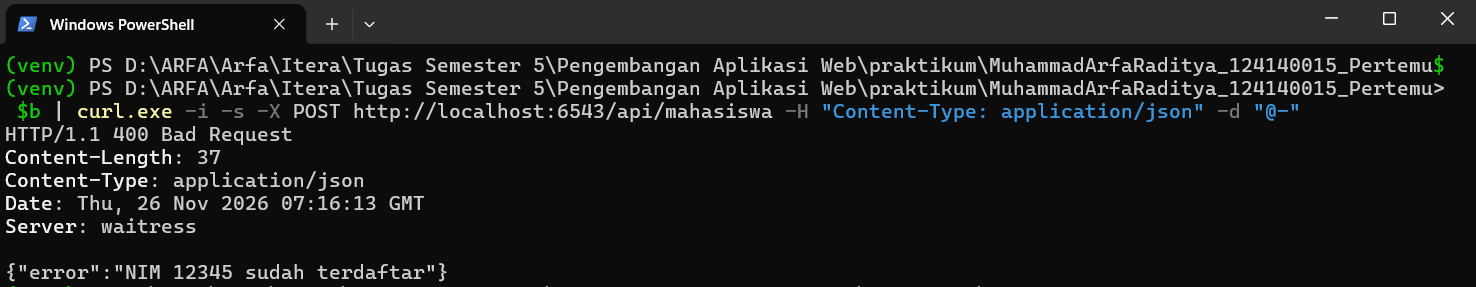 Windows PowerShell
(venv) PS D:\ARFA\Arfa\Itera\Tugas Semester 5\Pengembangan Aplikasi Web\praktikum\MuhammadArfaRaditya_124140015_Pertemu$
(venv) PS D:\ARFA\Arfa\Itera\Tugas Semester 5\Pengembangan Aplikasi Web\praktikum\MuhammadArfaRaditya_124140015_Pertemu>
$b | curl.exe -i -s -X POST http://localhost:6543/api/mahasiswa -H "Content-Type: application/json" -d "@-"
HTTP/1.1 400 Bad Request
Content-Length: 37
Content-Type: application/json
Date: Thu, 26 Nov 2026 07:16:13 GMT
Server: waitress
{"error":"NIM 12345 sudah terdaftar"}